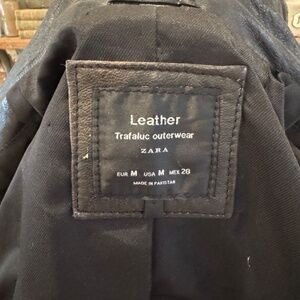 Leather
Trafaluc outerwear
ZARA
EUR M USA M MEX 28
MADE IN PAKISTAN